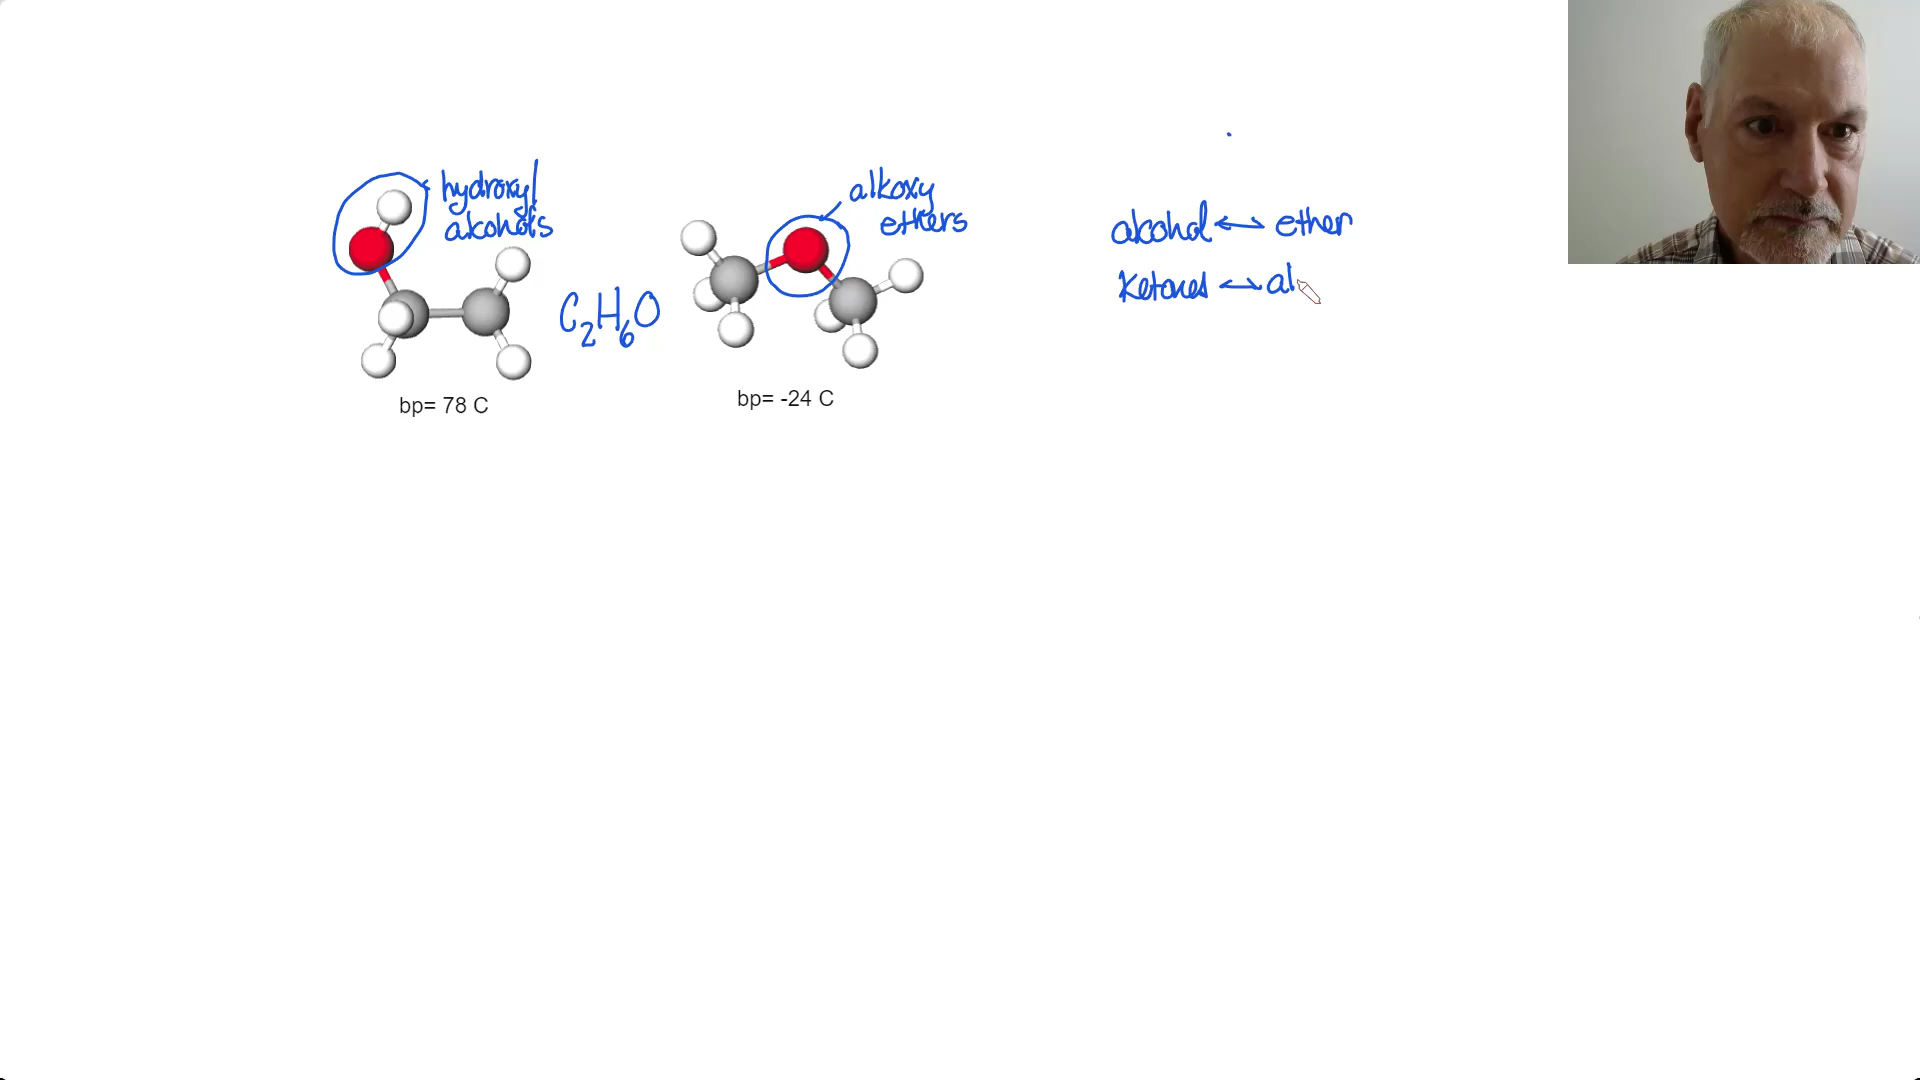 hydroxyl
alcohols
alkoxy
ethers
C2H6O
bp= 78 C
bp= -24 C
alcohol ↔ ether
Ketones ↔ al